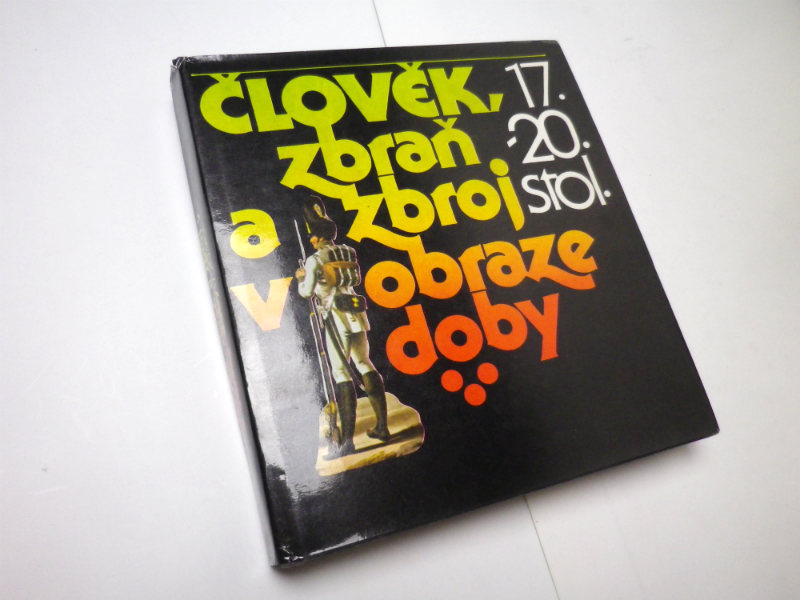 ČLOVĚK,
zbraň
a zbroj
v obraze
doby
17.
-20.
stol.